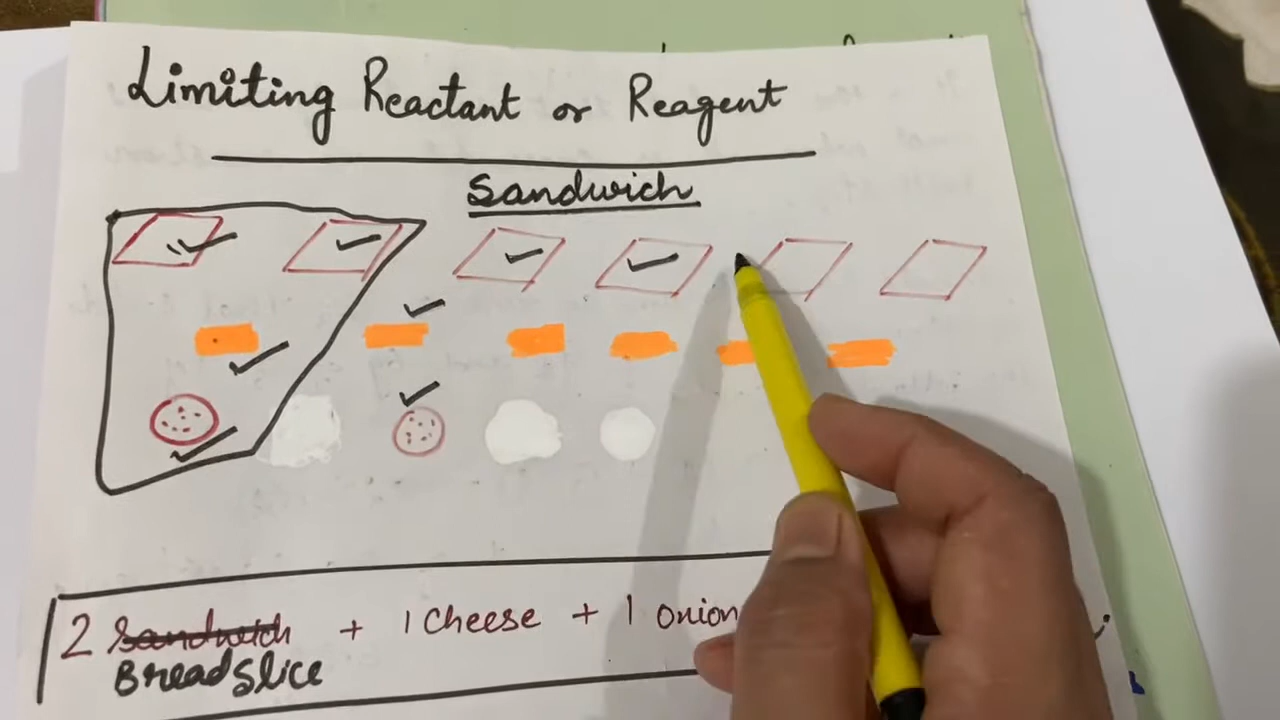 Limiting Reactant or Reagent
Sandwich
2 Sandwich + 1 Cheese + 1 Onion
Bread Slice